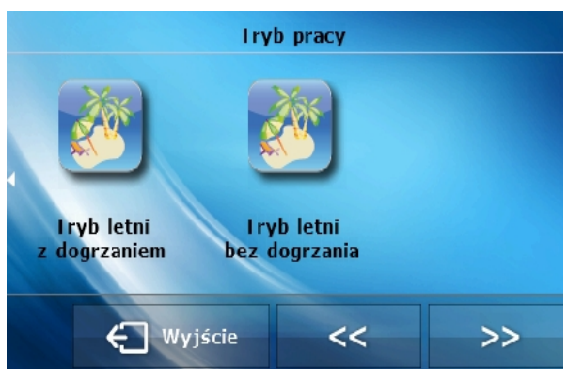 Tryb pracy
Tryb letni
z dogrzaniem
Tryb letni
bez dogrzania
Wyjście
<<
>>